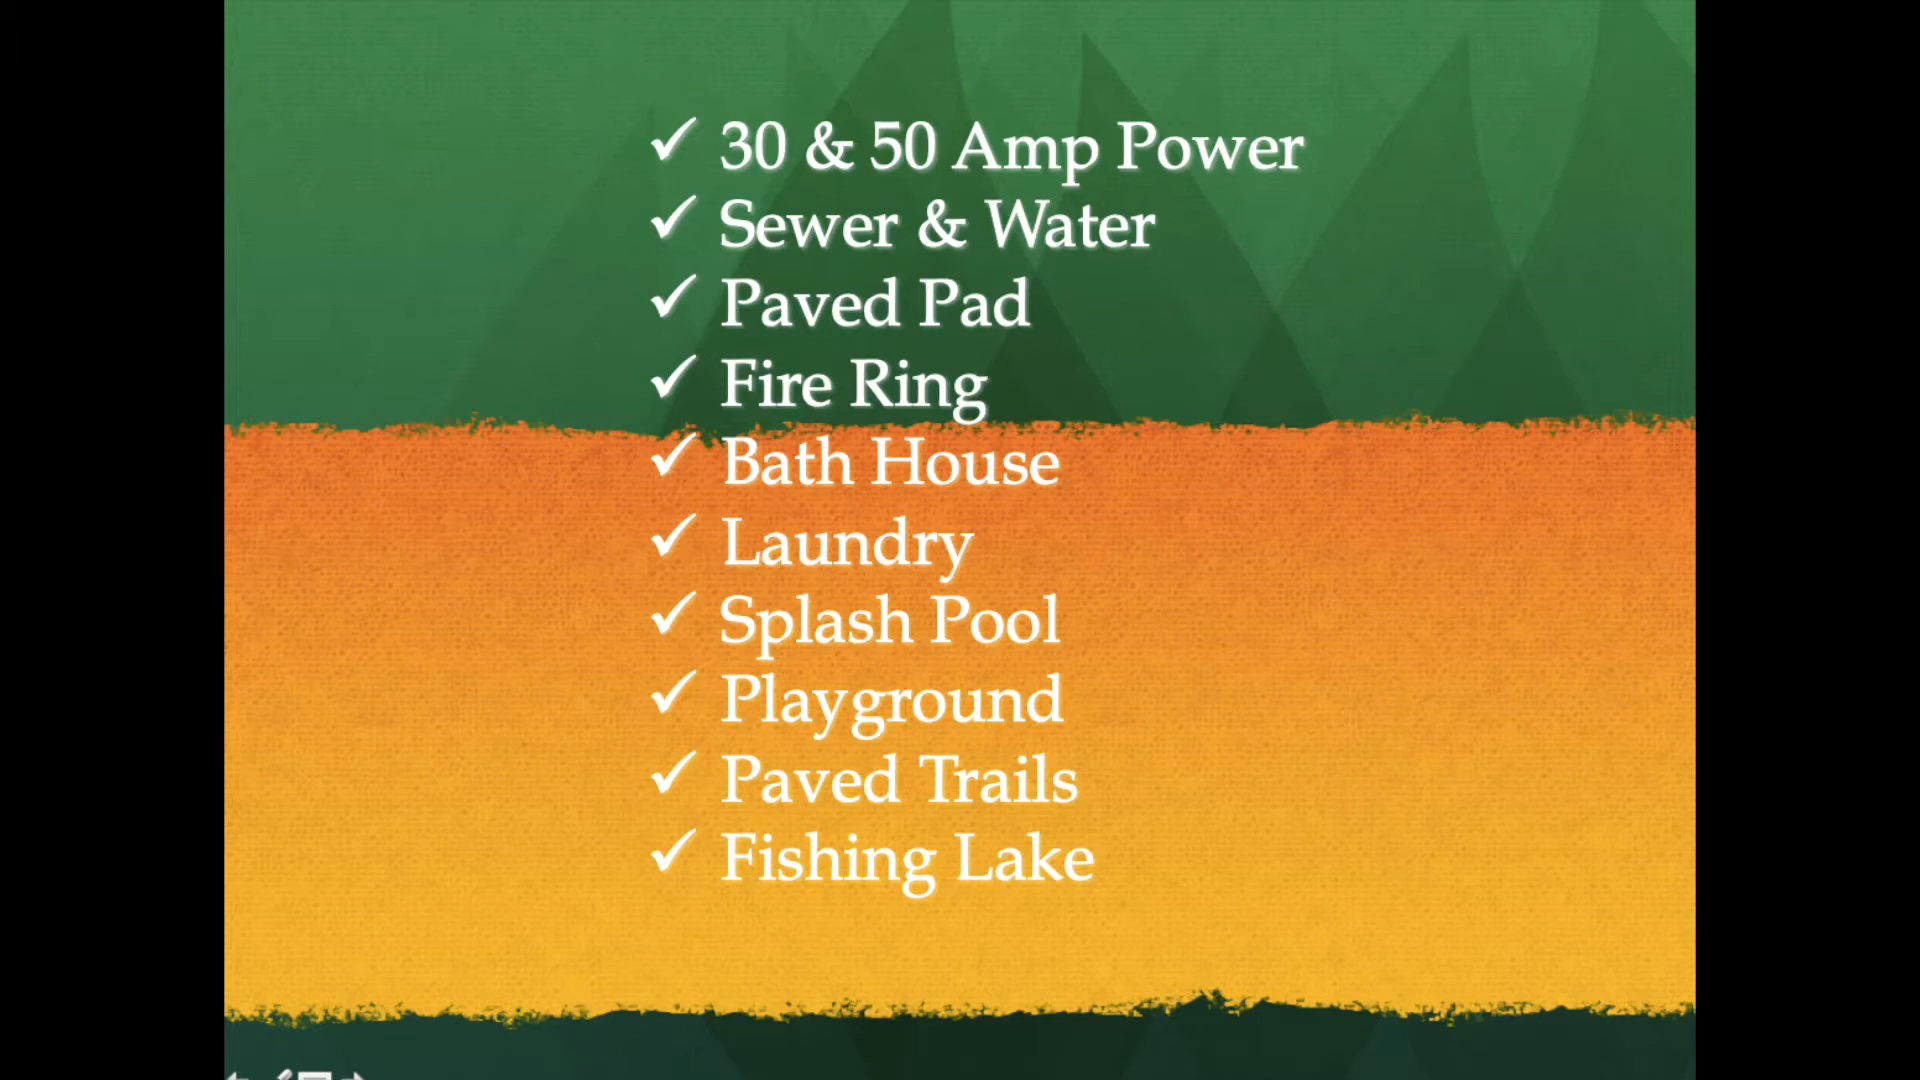 ✓ 30 & 50 Amp Power
✓ Sewer & Water
✓ Paved Pad
✓ Fire Ring
✓ Bath House
✓ Laundry
✓ Splash Pool
✓ Playground
✓ Paved Trails
✓ Fishing Lake